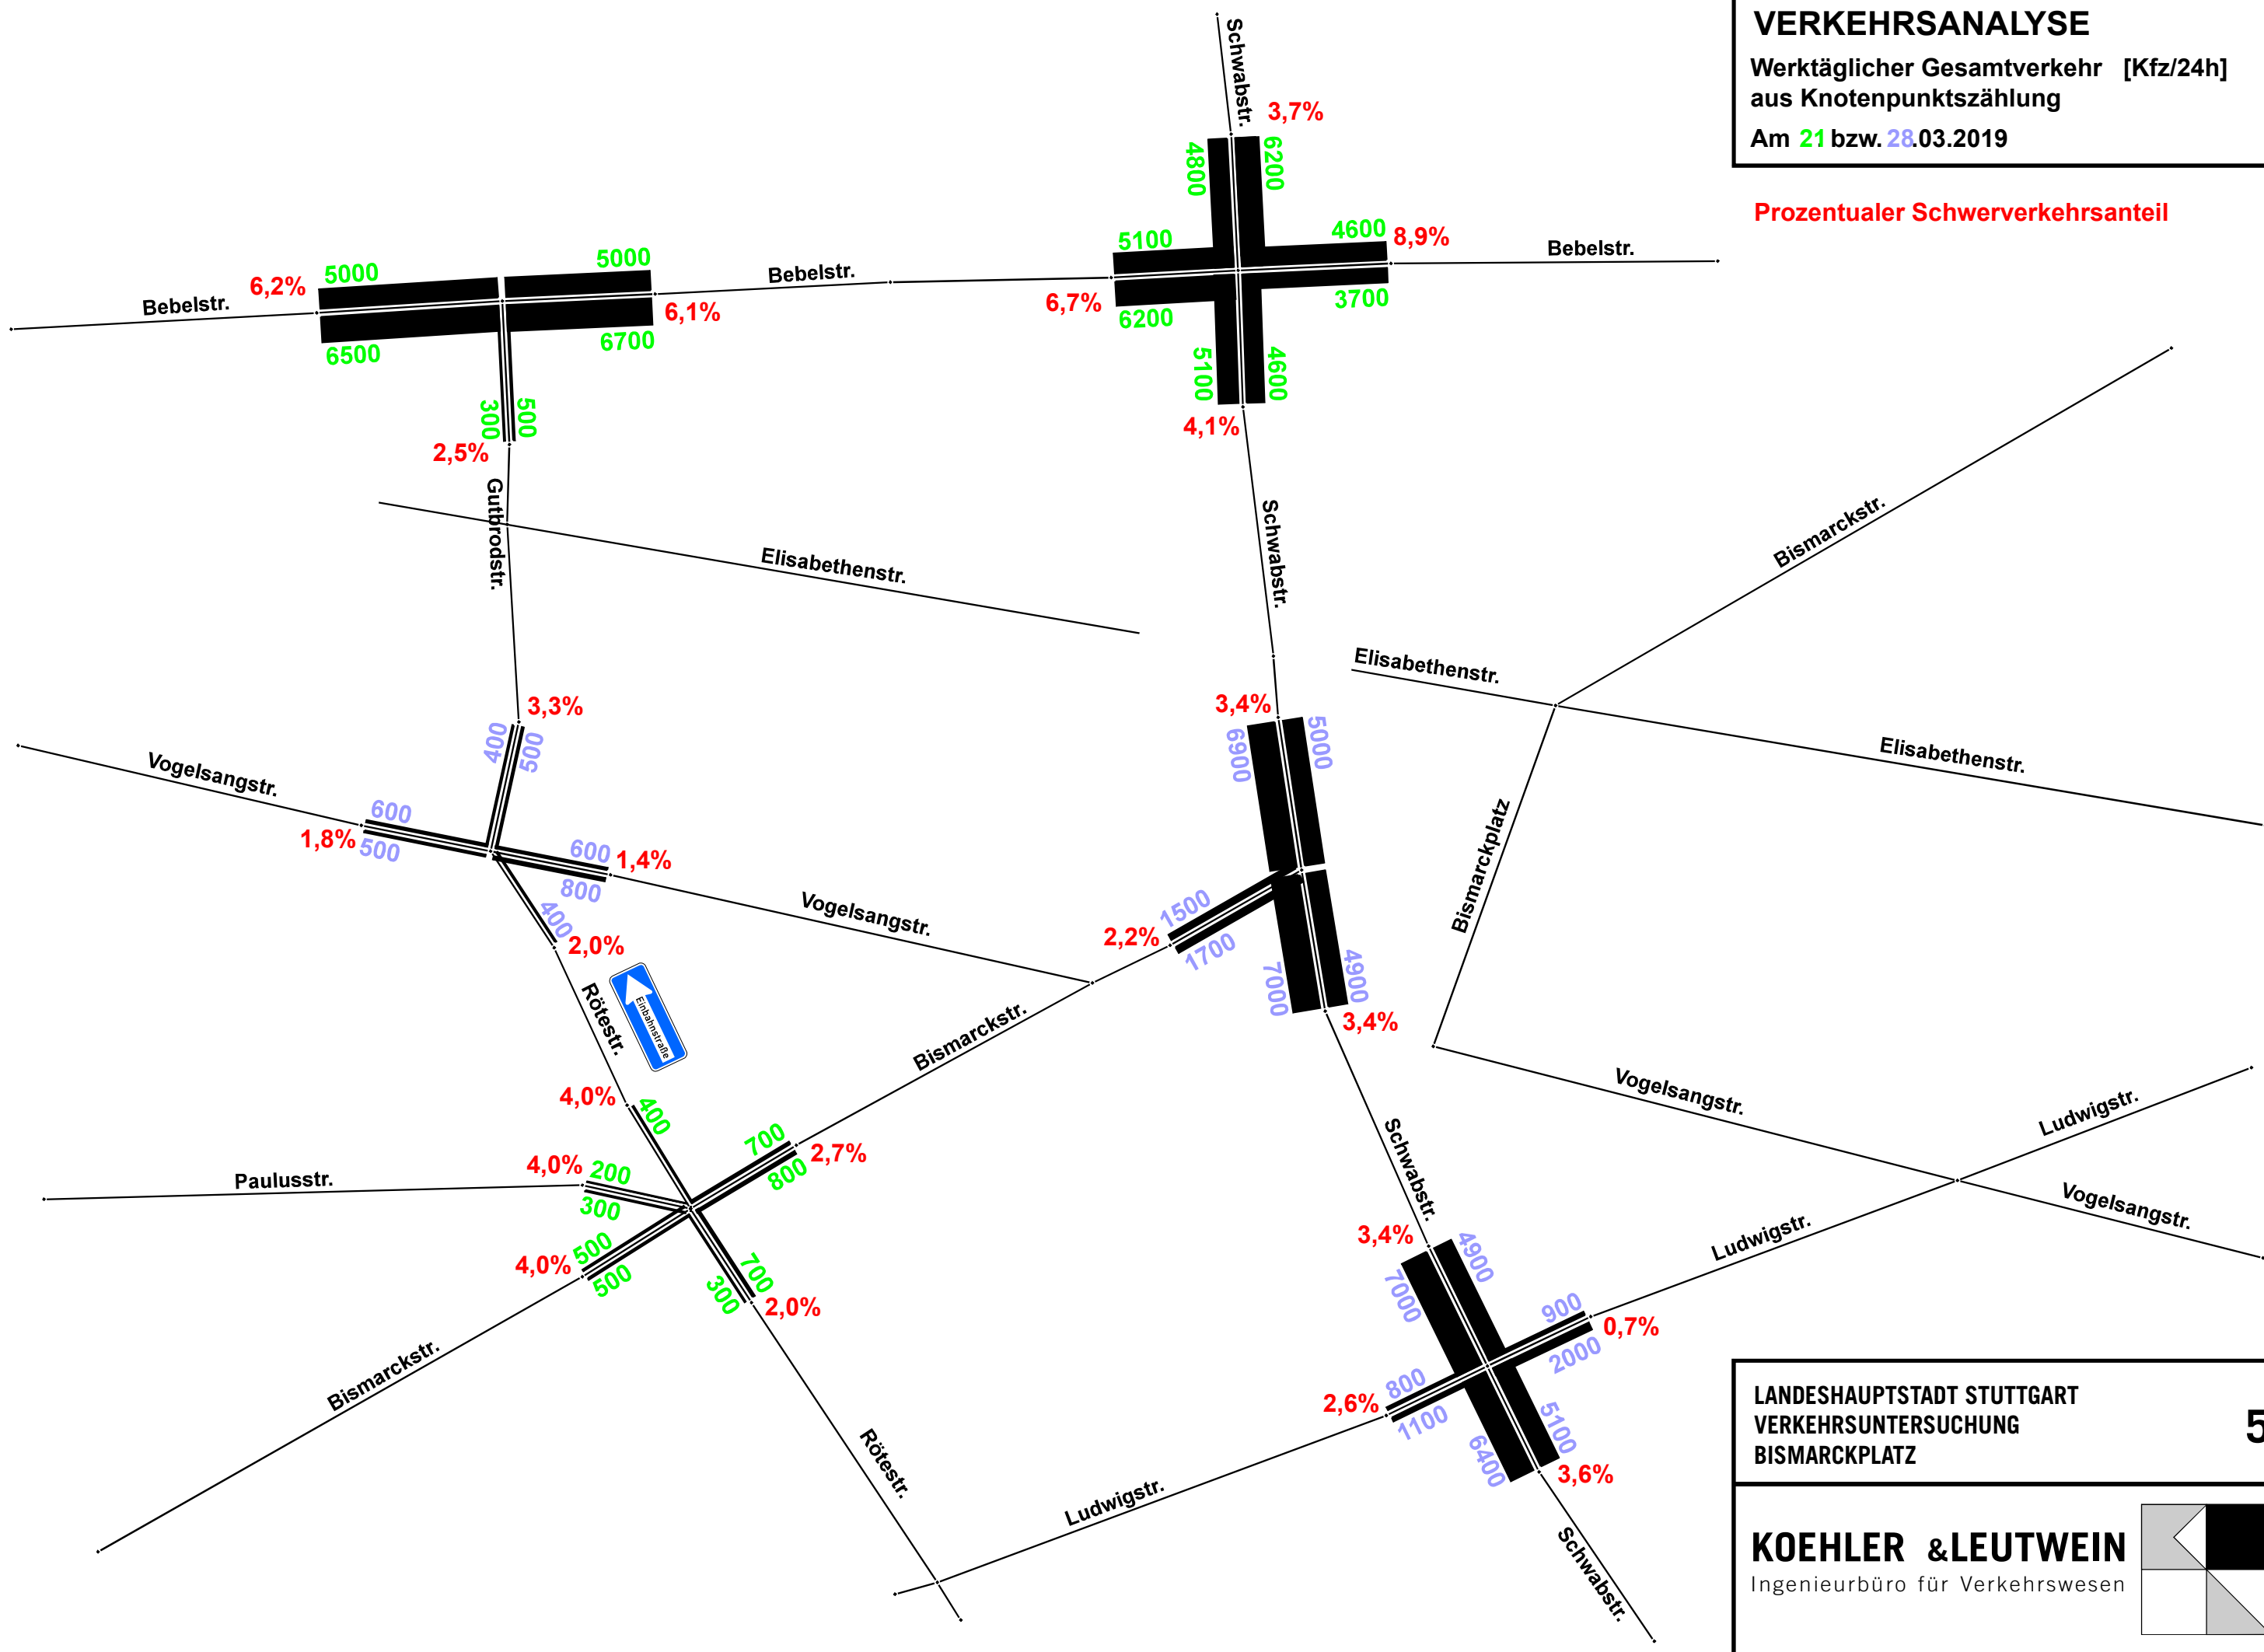 VERKEHRSANALYSE
Werktäglicher Gesamtverkehr [Kfz/24h]
aus Knotenpunktszählung
Am 21 bzw. 28.03.2019
Prozentualer Schwerverkehrsanteil
Schwabstr.
3,7%
4800
6200
5100
4600
8,9%
Bebelstr.
6,7%
6200
3700
5100
4600
4,1%
Bebelstr.
6,2%
5000
5000
Bebelstr.
6,1%
6500
6700
300
500
2,5%
Gutbrodstr.
Elisabethenstr.
Schwabstr.
Bismarckstr.
Elisabethenstr.
Elisabethenstr.
Bismarckplatz
3,3%
400
500
Vogelsangstr.
600
1,8%
500
600
1,4%
800
400
2,0%
Vogelsangstr.
3,4%
6900
5000
1500
2,2%
1700
7000
4900
3,4%
Rötestr.
Einbahnstraße
Bismarckstr.
4,0%
400
700
2,7%
800
Paulusstr.
4,0%
200
300
500
4,0%
500
700
300
2,0%
Bismarckstr.
Rötestr.
Schwabstr.
Vogelsangstr.
Ludwigstr.
Vogelsangstr.
Ludwigstr.
3,4%
4900
7000
900
0,7%
2000
800
2,6%
1100
5100
6400
3,6%
Ludwigstr.
Schwabstr.
LANDESHAUPTSTADT STUTTGART
VERKEHRSUNTERSUCHUNG
BISMARCKPLATZ
5
KOEHLER &LEUTWEIN
Ingenieurbüro für Verkehrswesen